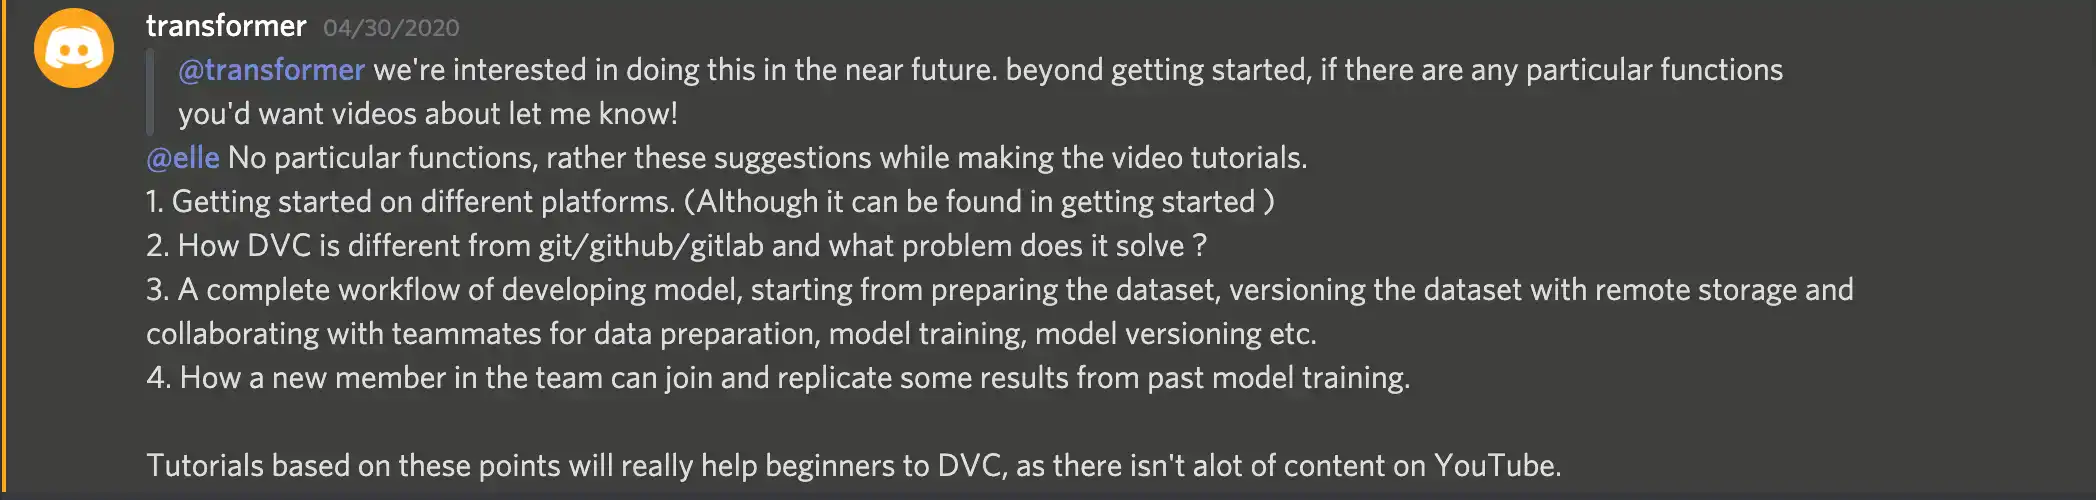 transformer 04/30/2020
@transformer we're interested in doing this in the near future. beyond getting started, if there are any particular functions
you'd want videos about let me know!
@elle No particular functions, rather these suggestions while making the video tutorials.
1. Getting started on different platforms. (Although it can be found in getting started )
2. How DVC is different from git/github/gitlab and what problem does it solve ?
3. A complete workflow of developing model, starting from preparing the dataset, versioning the dataset with remote storage and
collaborating with teammates for data preparation, model training, model versioning etc.
4. How a new member in the team can join and replicate some results from past model training.
Tutorials based on these points will really help beginners to DVC, as there isn't alot of content on YouTube.